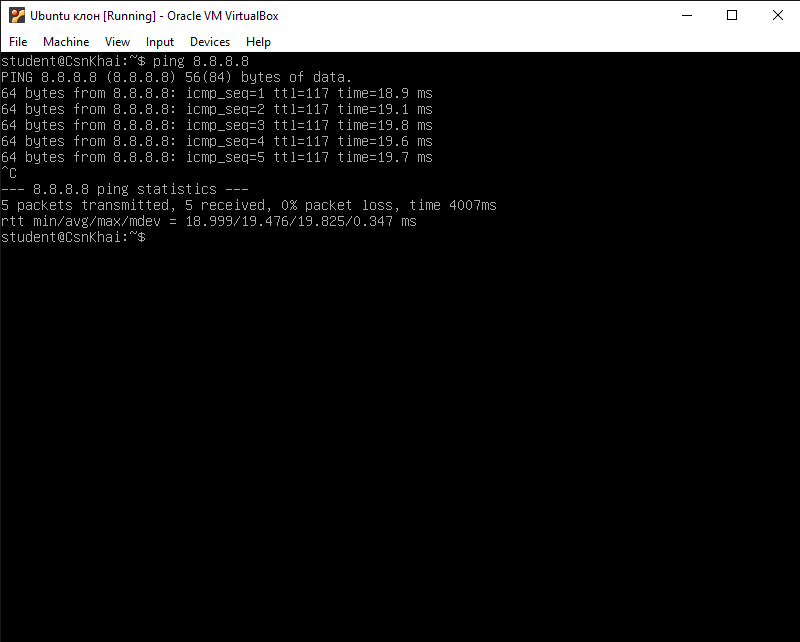 Ubuntu клон [Running] - Oracle VM VirtualBox
File Machine View Input Devices Help
student@CsnKhai:~$ ping 8.8.8.8
PING 8.8.8.8 (8.8.8.8) 56(84) bytes of data.
64 bytes from 8.8.8.8: icmp_seq=1 ttl=117 time=18.9 ms
64 bytes from 8.8.8.8: icmp_seq=2 ttl=117 time=19.1 ms
64 bytes from 8.8.8.8: icmp_seq=3 ttl=117 time=19.8 ms
64 bytes from 8.8.8.8: icmp_seq=4 ttl=117 time=19.6 ms
64 bytes from 8.8.8.8: icmp_seq=5 ttl=117 time=19.7 ms
^C
--- 8.8.8.8 ping statistics ---
5 packets transmitted, 5 received, 0% packet loss, time 4007ms
rtt min/avg/max/mdev = 18.999/19.476/19.825/0.347 ms
student@CsnKhai:~$